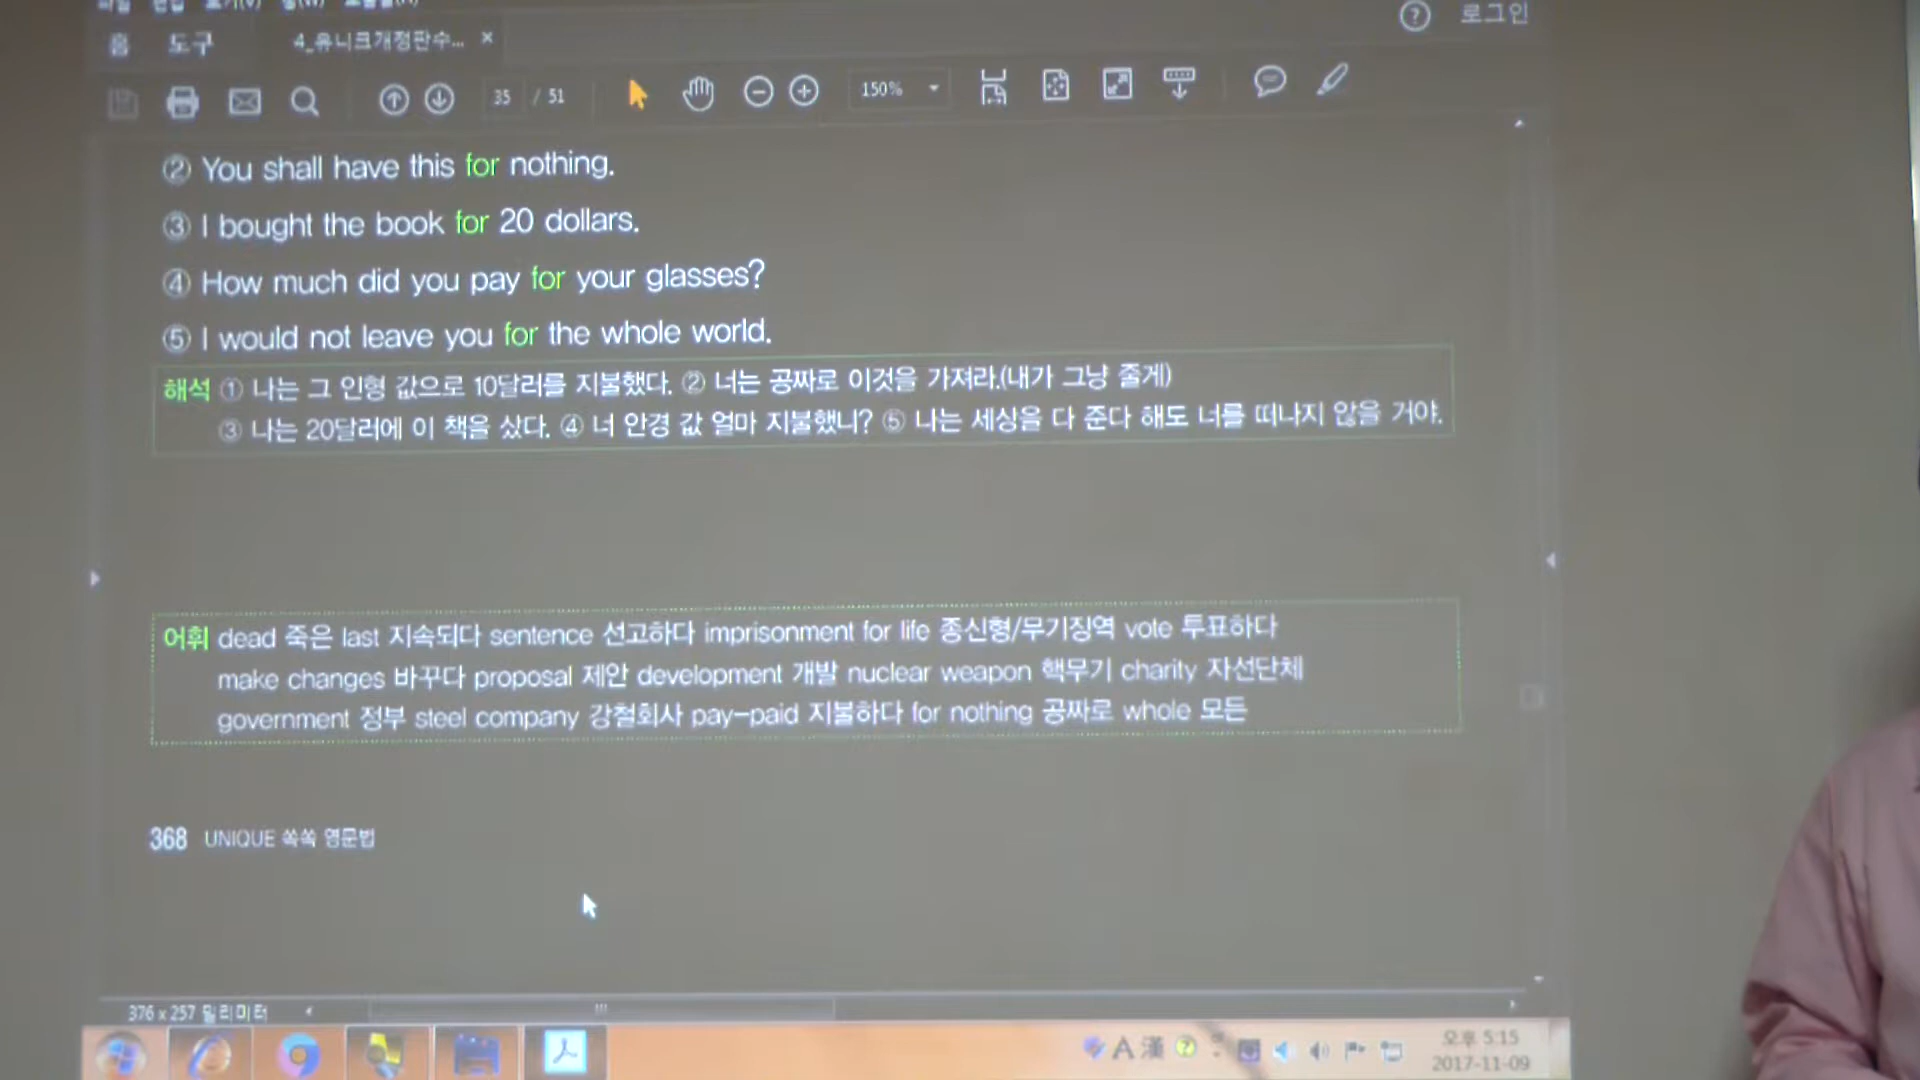 홈 도구 4_유니크개정판수... ×
로그인
35 / 51 150%
② You shall have this for nothing.
③ I bought the book for 20 dollars.
④ How much did you pay for your glasses?
⑤ I would not leave you for the whole world.
해석 ① 나는 그 인형 값으로 10달러를 지불했다. ② 너는 공짜로 이것을 가져라.(내가 그냥 줄게)
③ 나는 20달러에 이 책을 샀다. ④ 너 안경 값 얼마 지불했니? ⑤ 나는 세상을 다 준다 해도 너를 떠나지 않을 거야.
어휘 dead 죽은 last 지속되다 sentence 선고하다 imprisonment for life 종신형/무기징역 vote 투표하다
make changes 바꾸다 proposal 제안 development 개발 nuclear weapon 핵무기 charity 자선단체
government 정부 steel company 강철회사 pay-paid 지불하다 for nothing 공짜로 whole 모든
368 UNIQUE 쏙쏙 영문법
376 x 257 밀리미터
A 漢
오후 5:15
2017-11-09